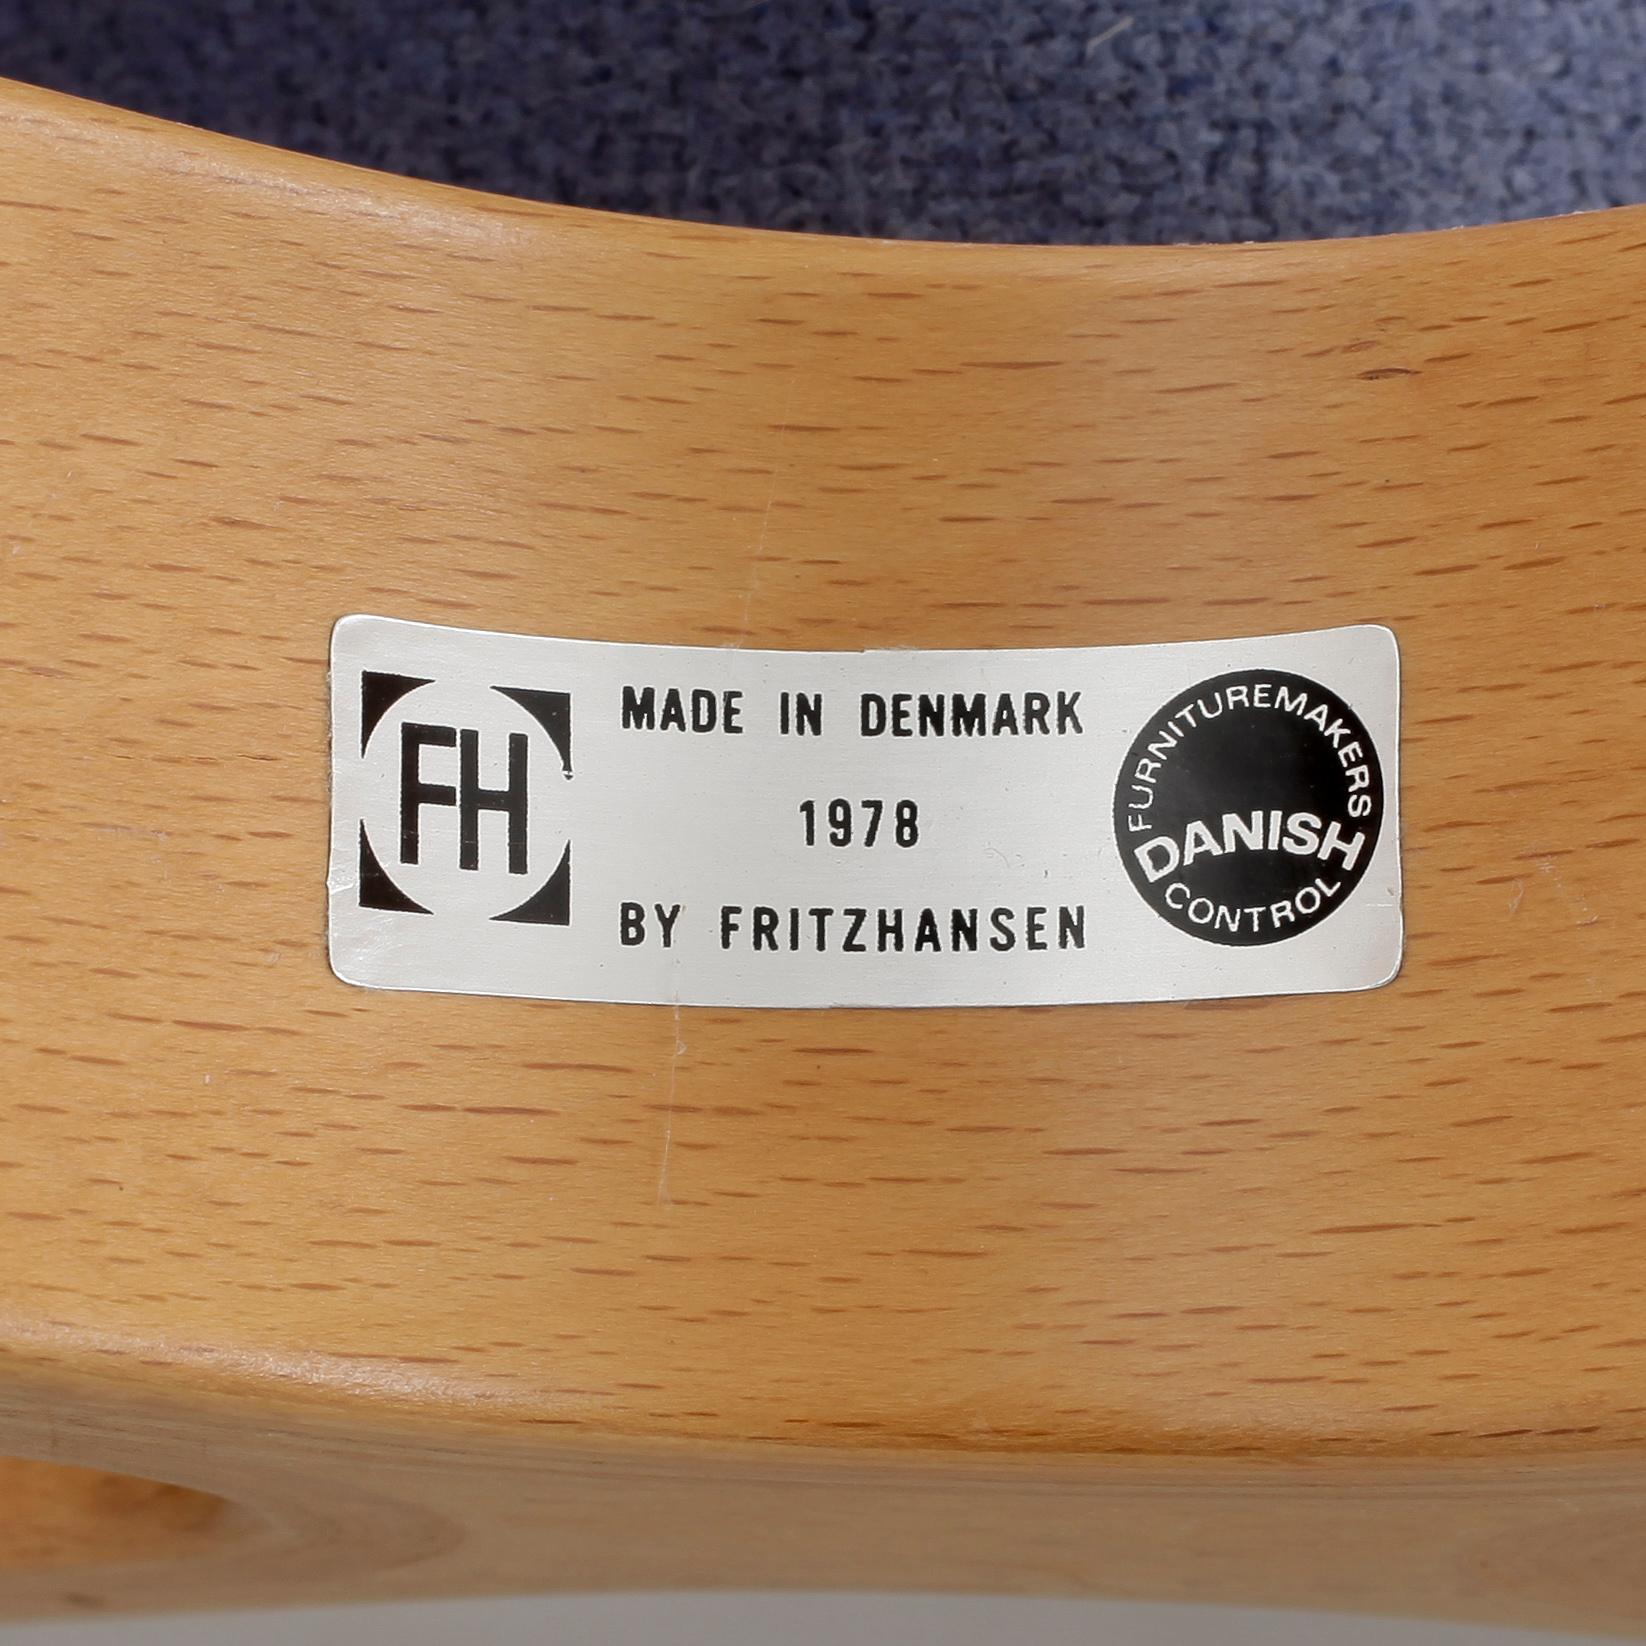 FH
MADE IN DENMARK
1978
BY FRITZHANSEN
FURNITUREMAKERS
DANISH
CONTROL